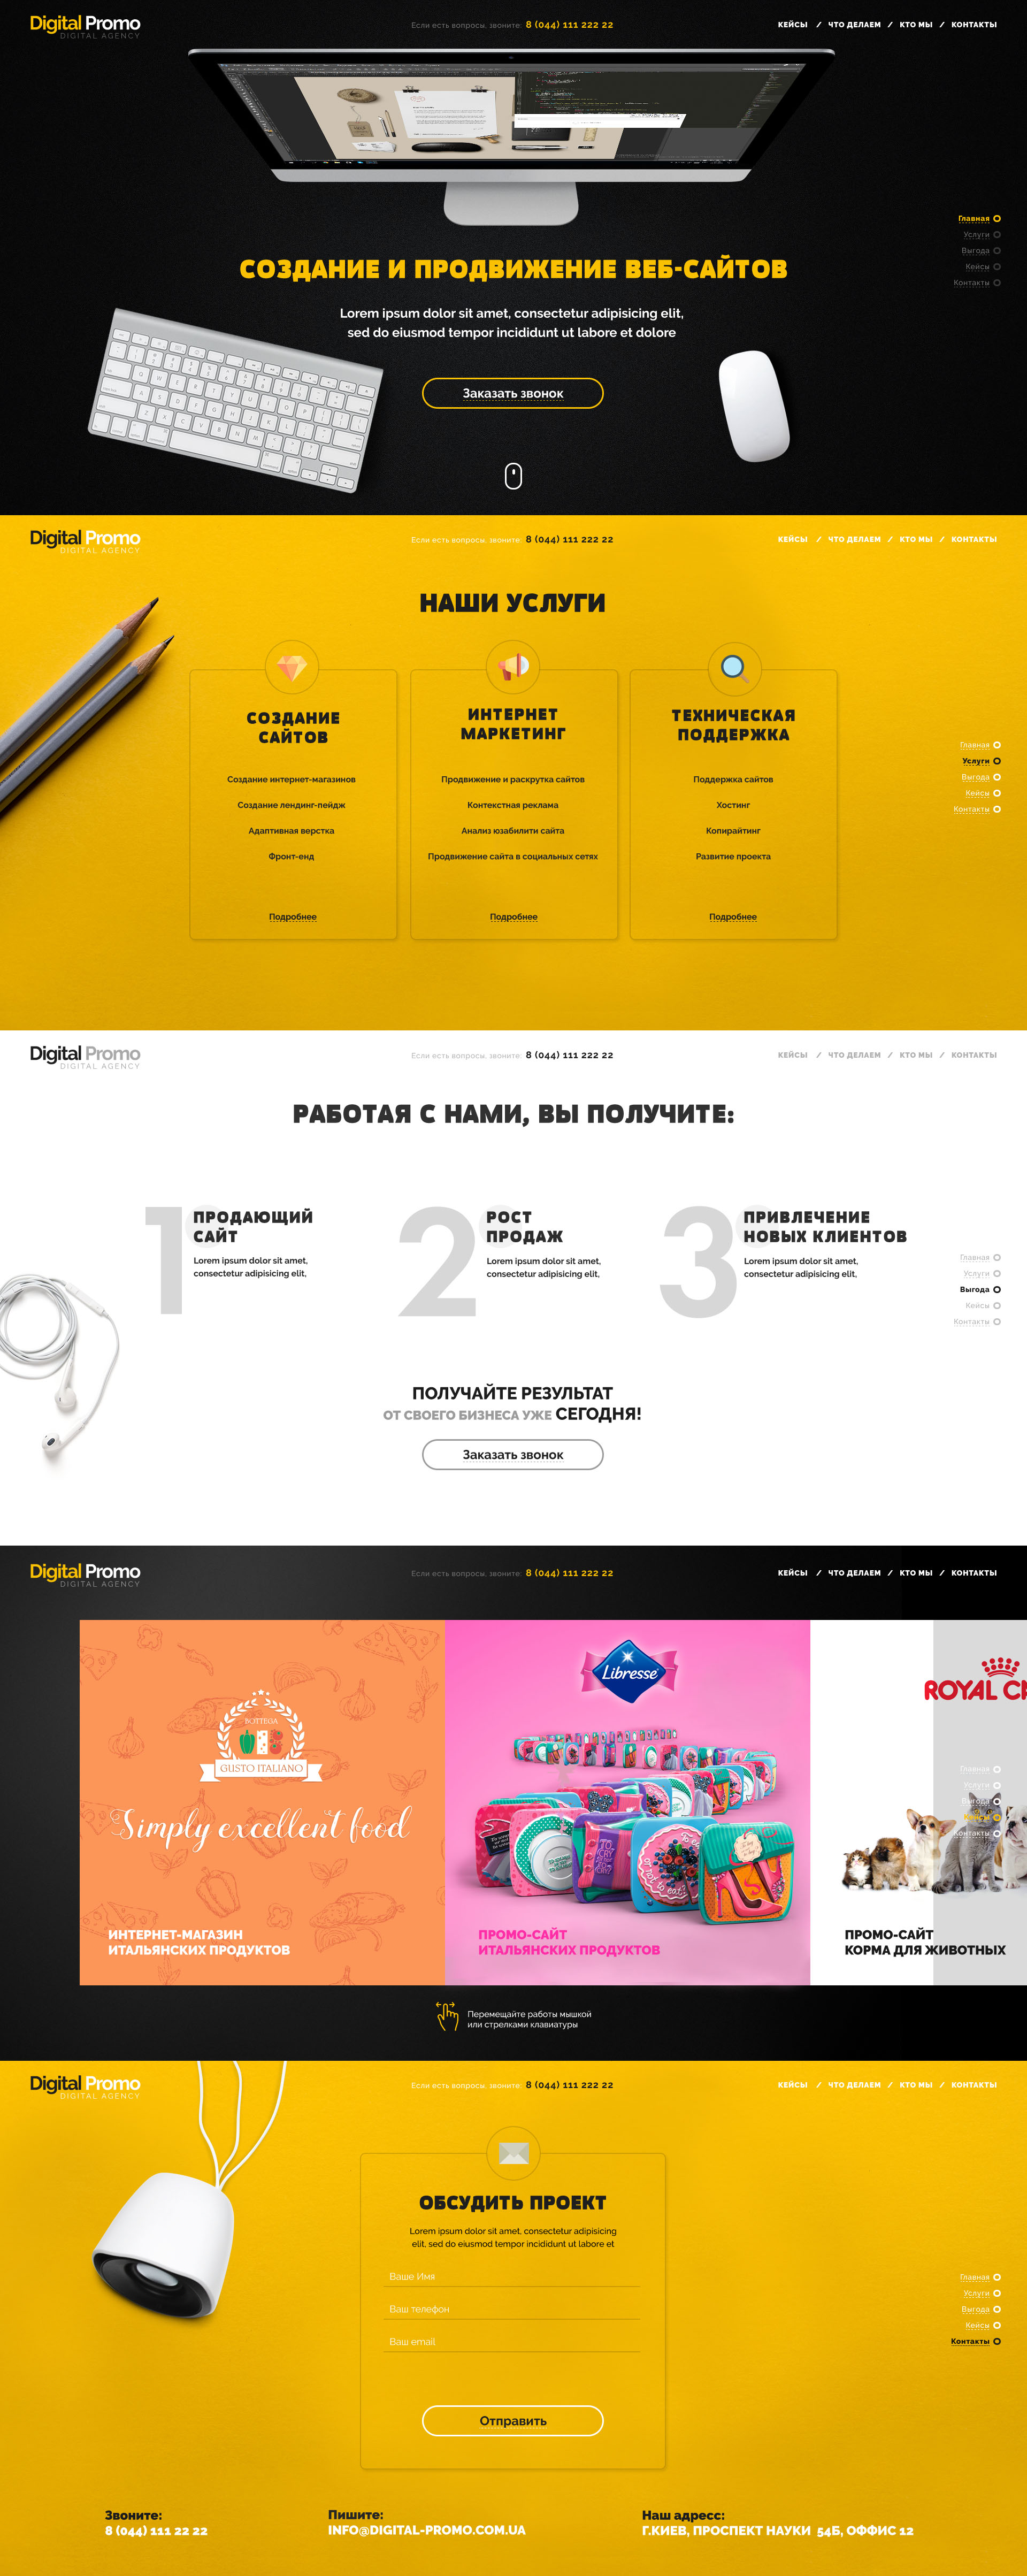 Digital Promo
DIGITAL AGENCY
Если есть вопросы, звоните: 8 (044) 111 222 22
КЕЙСЫ / ЧТО ДЕЛАЕМ / КТО МЫ / КОНТАКТЫ
Главная
Услуги
Выгода
Кейсы
Контакты
СОЗДАНИЕ И ПРОДВИЖЕНИЕ ВЕБ-САЙТОВ
Lorem ipsum dolor sit amet, consectetur adipisicing elit,
sed do eiusmod tempor incididunt ut labore et dolore
Заказать звонок
Digital Promo
DIGITAL AGENCY
Если есть вопросы, звоните: 8 (044) 111 222 22
КЕЙСЫ / ЧТО ДЕЛАЕМ / КТО МЫ / КОНТАКТЫ
НАШИ УСЛУГИ
СОЗДАНИЕ
САЙТОВ
Создание интернет-магазинов
Создание лендинг-пейдж
Адаптивная верстка
Фронт-енд
Подробнее
ИНТЕРНЕТ
МАРКЕТИНГ
Продвижение и раскрутка сайтов
Контекстная реклама
Анализ юзабилити сайта
Продвижение сайта в социальных сетях
Подробнее
ТЕХНИЧЕСКАЯ
ПОДДЕРЖКА
Поддержка сайтов
Хостинг
Копирайтинг
Развитие проекта
Подробнее
Главная
Услуги
Выгода
Кейсы
Контакты
Digital Promo
DIGITAL AGENCY
Если есть вопросы, звоните: 8 (044) 111 222 22
КЕЙСЫ / ЧТО ДЕЛАЕМ / КТО МЫ / КОНТАКТЫ
РАБОТАЯ С НАМИ, ВЫ ПОЛУЧИТЕ:
1
ПРОДАЮЩИЙ
САЙТ
Lorem ipsum dolor sit amet,
consectetur adipisicing elit,
2
РОСТ
ПРОДАЖ
Lorem ipsum dolor sit amet,
consectetur adipisicing elit,
3
ПРИВЛЕЧЕНИЕ
НОВЫХ КЛИЕНТОВ
Lorem ipsum dolor sit amet,
consectetur adipisicing elit,
Главная
Услуги
Выгода
Кейсы
Контакты
ПОЛУЧАЙТЕ РЕЗУЛЬТАТ
ОТ СВОЕГО БИЗНЕСА УЖЕ СЕГОДНЯ!
Заказать звонок
Digital Promo
DIGITAL AGENCY
Если есть вопросы, звоните: 8 (044) 111 222 22
КЕЙСЫ / ЧТО ДЕЛАЕМ / КТО МЫ / КОНТАКТЫ
BOTTEGA
GUSTO ITALIANO
Simply excellent food
ИНТЕРНЕТ-МАГАЗИН
ИТАЛЬЯНСКИХ ПРОДУКТОВ
Libresse
ПРОМО-САЙТ
ИТАЛЬЯНСКИХ ПРОДУКТОВ
ROYAL C
Главная
Услуги
Выгода
Кейсы
Контакты
ПРОМО-САЙТ
КОРМА ДЛЯ ЖИВОТНЫХ
Перемещайте работы мышкой
или стрелками клавиатуры
Digital Promo
DIGITAL AGENCY
Если есть вопросы, звоните: 8 (044) 111 222 22
КЕЙСЫ / ЧТО ДЕЛАЕМ / КТО МЫ / КОНТАКТЫ
ОБСУДИТЬ ПРОЕКТ
Lorem ipsum dolor sit amet, consectetur adipisicing
elit, sed do eiusmod tempor incididunt ut labore et
Ваше Имя
Ваш телефон
Ваш email
Отправить
Главная
Услуги
Выгода
Кейсы
Контакты
Звоните:
8 (044) 111 22 22
Пишите:
INFO@DIGITAL-PROMO.COM.UA
Наш адресс:
Г.КИЕВ, ПРОСПЕКТ НАУКИ 54Б, ОФФИС 12